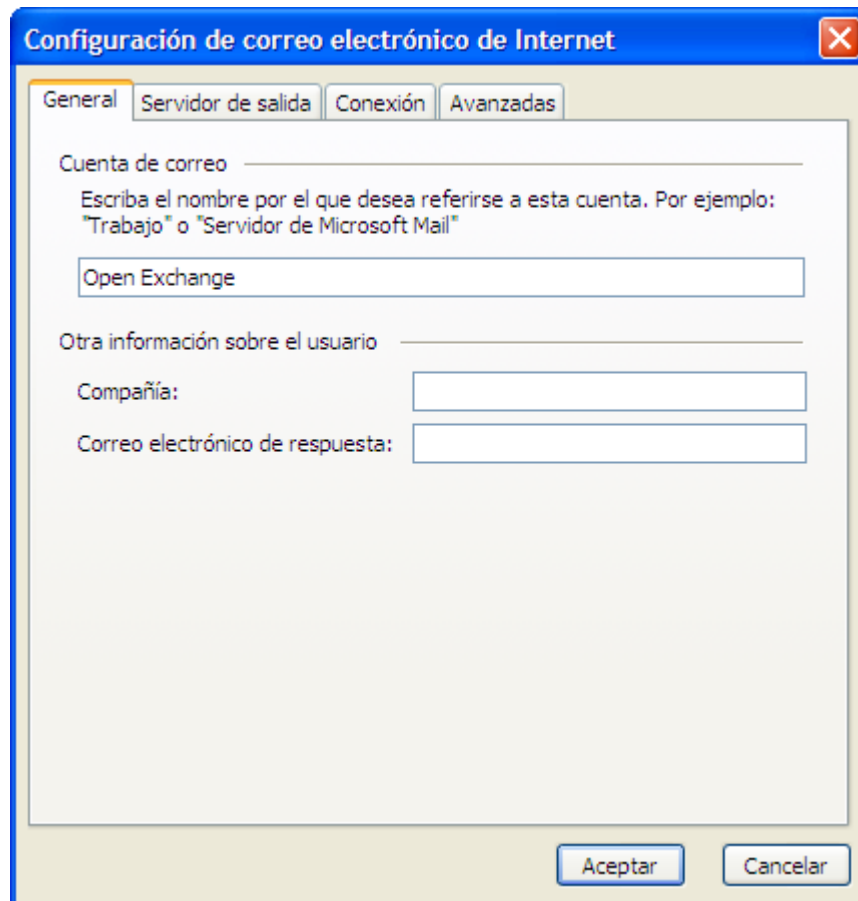 Configuración de correo electrónico de Internet
General
Servidor de salida
Conexión
Avanzadas
Cuenta de correo
Escriba el nombre por el que desea referirse a esta cuenta. Por ejemplo:
"Trabajo" o "Servidor de Microsoft Mail"
Open Exchange
Otra información sobre el usuario
Compañía:
Correo electrónico de respuesta:
Aceptar
Cancelar